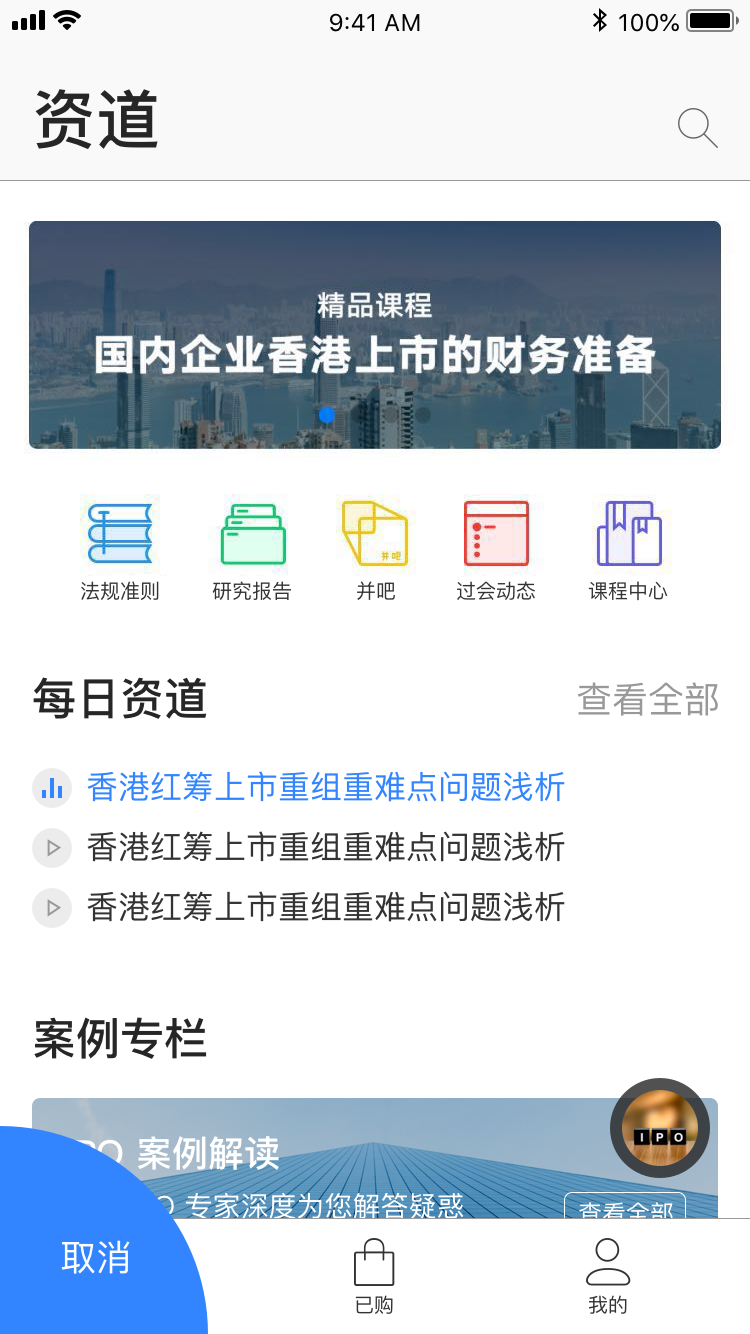 9:41 AM
100%
资道
精品课程
国内企业香港上市的财务准备
并吧
法规准则
研究报告
并吧
过会动态
课程中心
每日资道
查看全部
香港红筹上市重组重难点问题浅析
香港红筹上市重组重难点问题浅析
香港红筹上市重组重难点问题浅析
案例专栏
IPO
PO 案例解读
O 专家深度为您解答疑惑
查看全部
取消
已购
我的